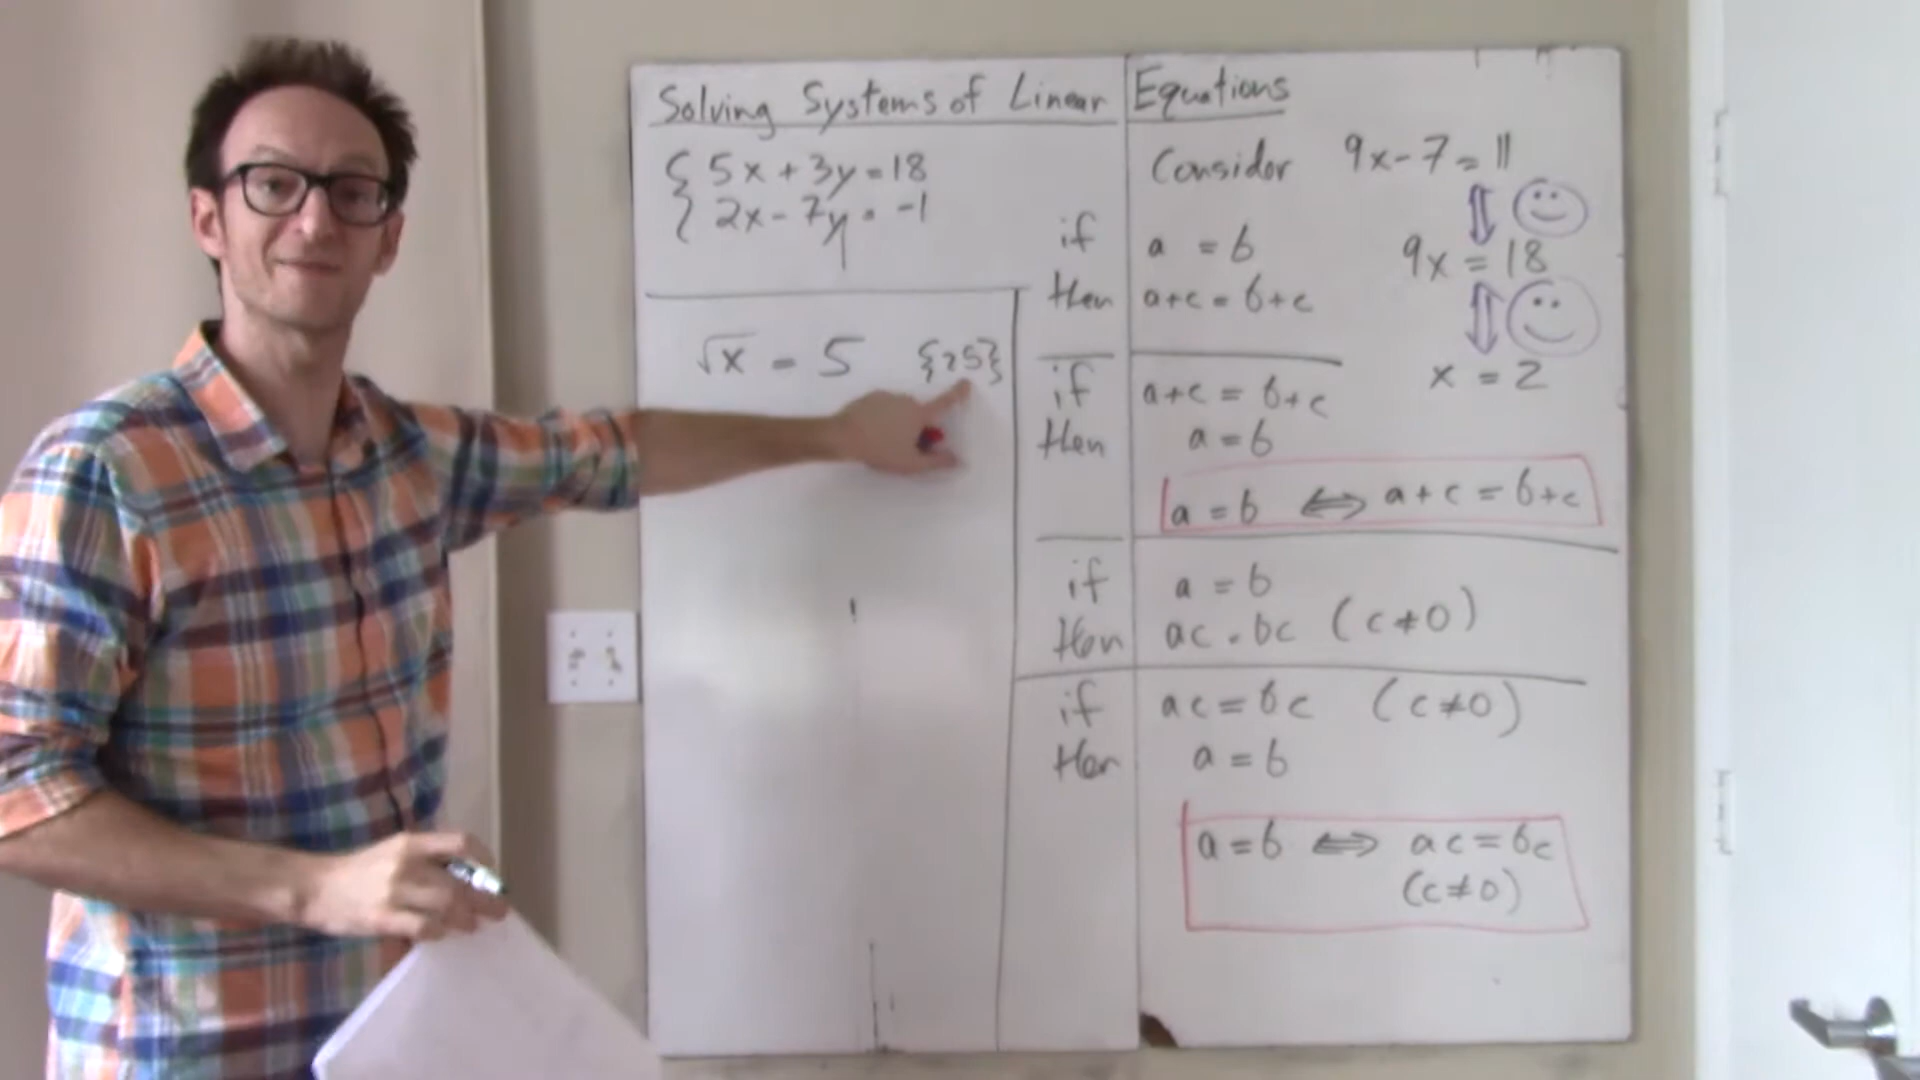 Solving Systems of Linear Equations
{ 5x + 3y = 18
2x - 7y = -1
√x = 5 {25}
Consider 9x - 7 = 11
⇕
9x = 18
⇕
x = 2
if a = b
then a+c = b+c
if a+c = b+c
then a = b
a = b ⟺ a+c = b+c
if a = b
then ac = bc (c≠0)
if ac = bc (c≠0)
then a = b
a = b ⟺ ac = bc
(c≠0)